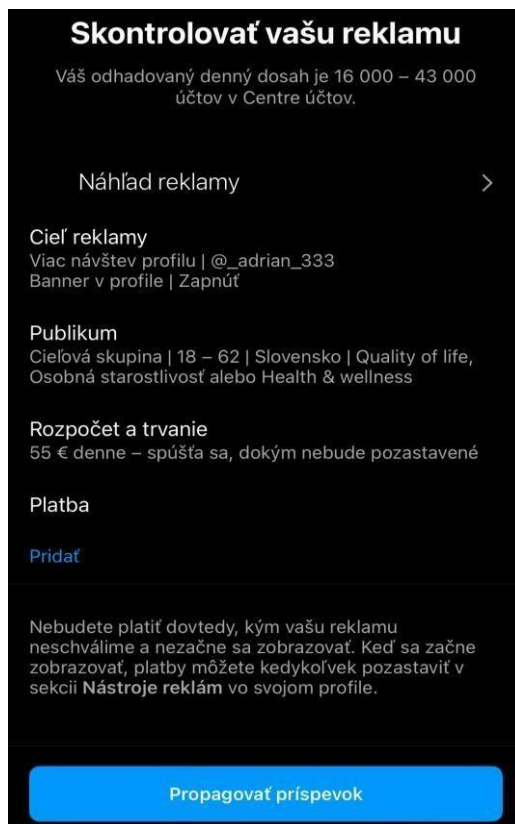 Skontrolovať vašu reklamu
Váš odhadovaný denný dosah je 16 000 – 43 000
účtov v Centre účtov.
Náhľad reklamy
Cieľ reklamy
Viac návštev profilu | @_adrian_333
Banner v profile | Zapnúť
Publikum
Cieľová skupina | 18 – 62 | Slovensko | Quality of life,
Osobná starostlivosť alebo Health & wellness
Rozpočet a trvanie
55 € denne – spúšťa sa, dokým nebude pozastavené
Platba
Pridať
Nebudete platiť dovtedy, kým vašu reklamu
neschválime a nezačne sa zobrazovať. Keď sa začne
zobrazovať, platby môžete kedykoľvek pozastaviť v
sekcii Nástroje reklám vo svojom profile.
Propagovať príspevok